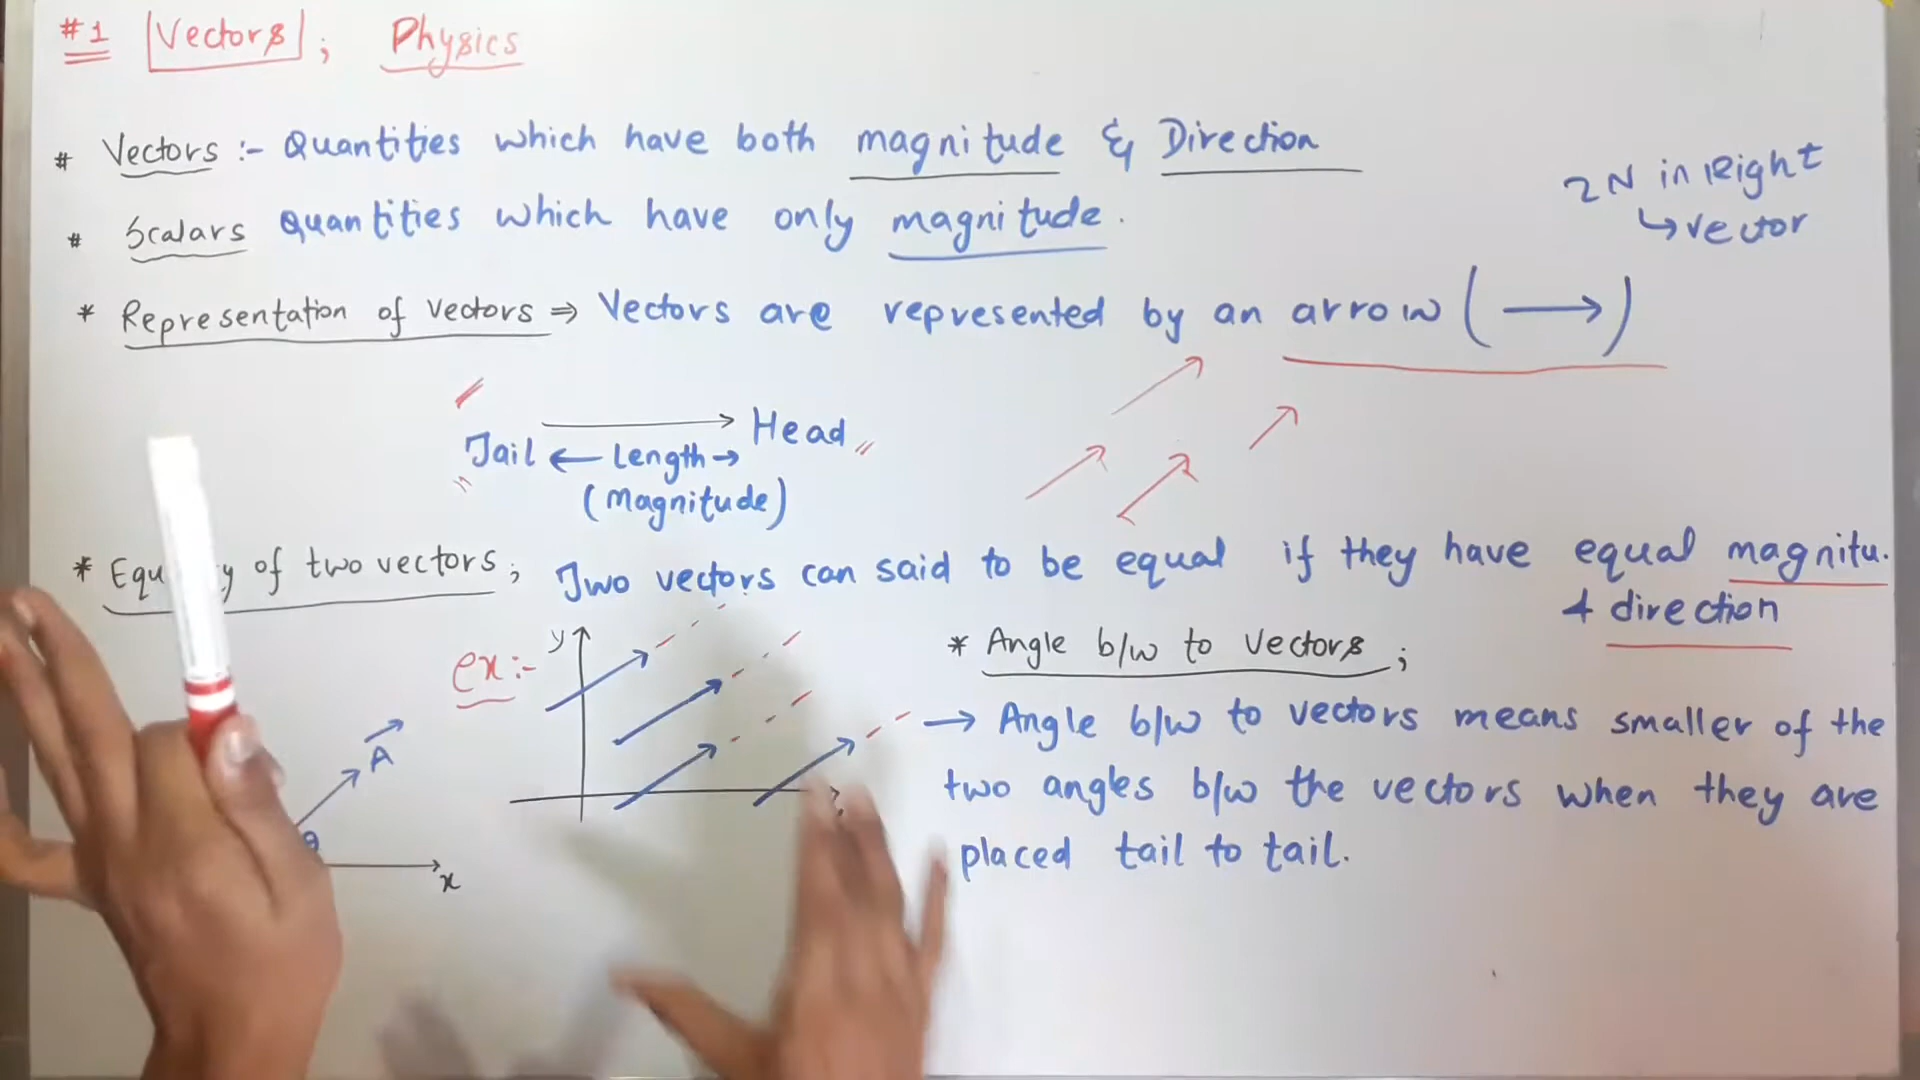 #1 Vectors ; Physics
# Vectors :- Quantities which have both magnitude & Direction
2N in Right
↳ vector
# Scalars quantities which have only magnitude.
* Representation of vectors ⇒ Vectors are represented by an arrow (⟶)
Tail ⟶ Head
← Length →
(Magnitude)
* of two vectors ; Two vectors can said to be equal if they have equal magnitu.
& direction
ex :- y
A
θ
x
* Angle b/w to Vectors ;
→ Angle b/w to vectors means smaller of the
two angles b/w the vectors when they are
placed tail to tail.